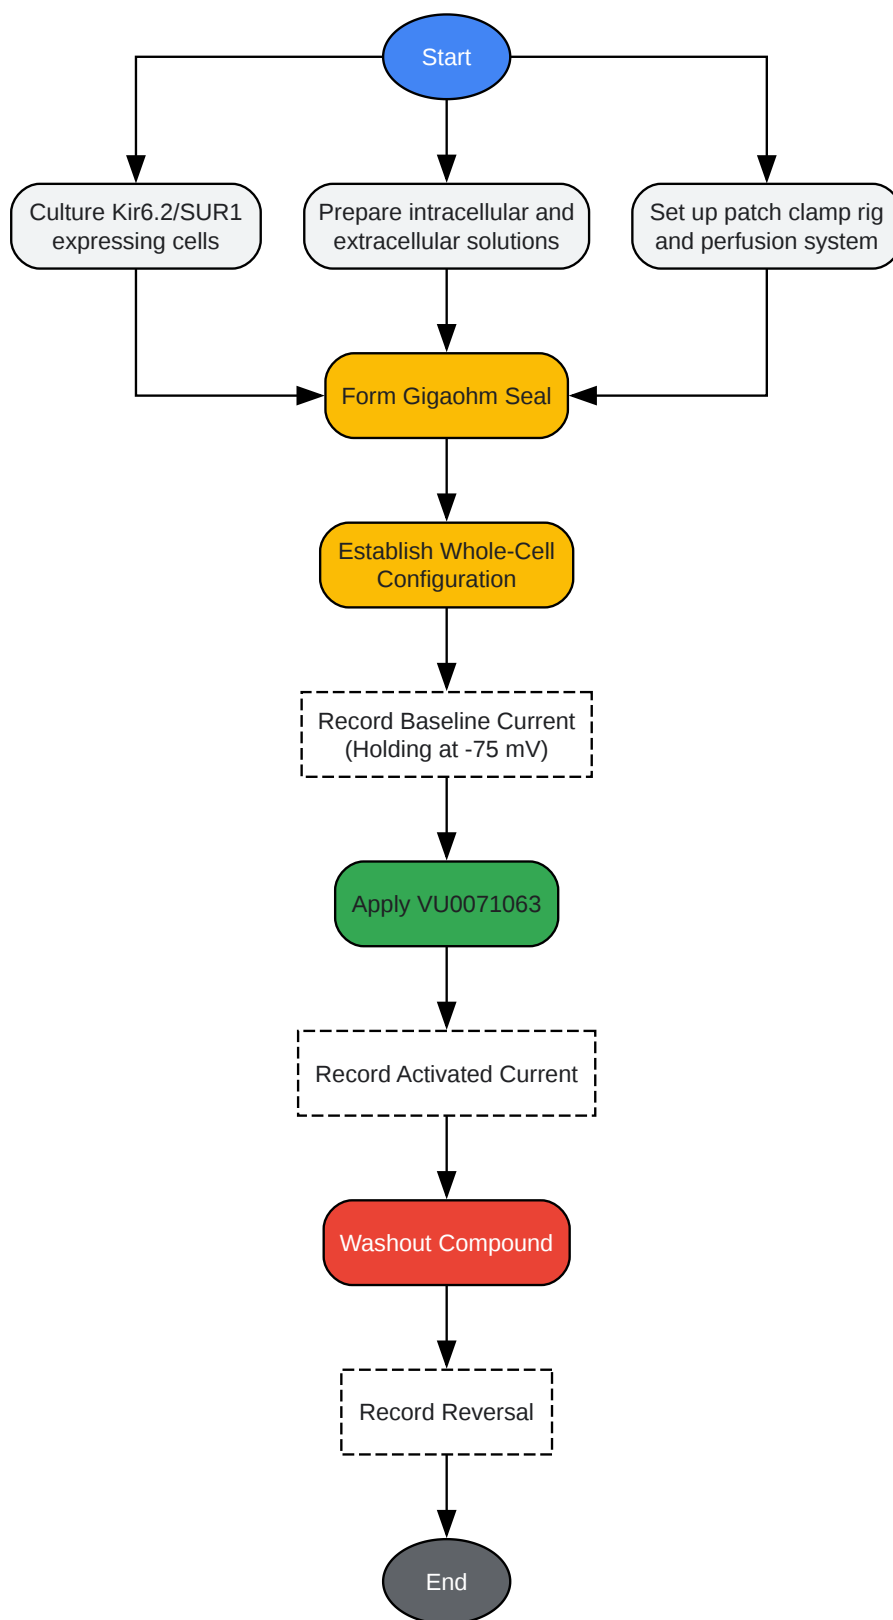 Start
Culture Kir6.2/SUR1
expressing cells
Prepare intracellular and
extracellular solutions
Set up patch clamp rig
and perfusion system
Form Gigaohm Seal
Establish Whole-Cell
Configuration
Record Baseline Current
(Holding at -75 mV)
Apply VU0071063
Record Activated Current
Washout Compound
Record Reversal
End